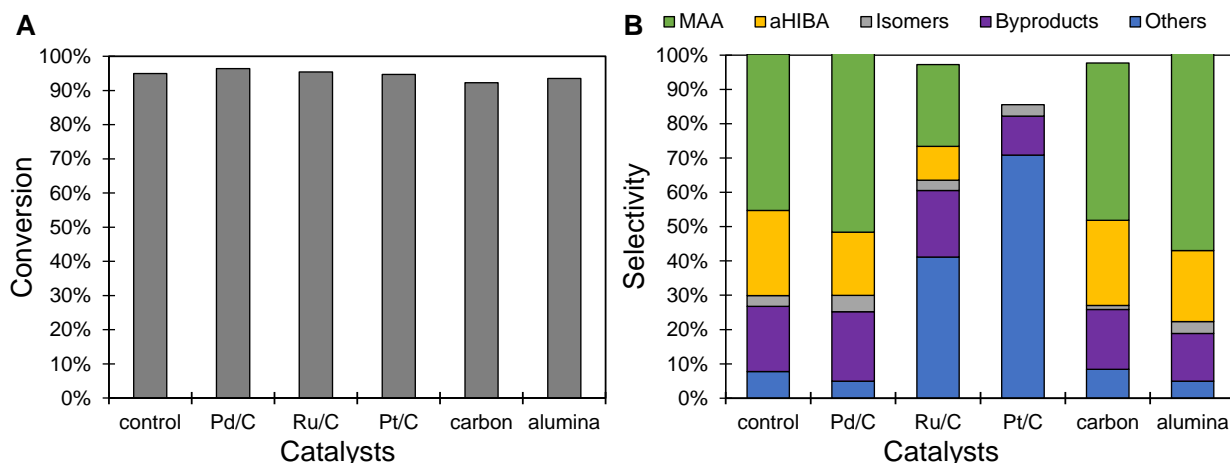 A
Conversion
100%
90%
80%
70%
60%
50%
40%
30%
20%
10%
0%
control Pd/C Ru/C Pt/C carbon alumina
Catalysts
B
MAA aHIBA Isomers Byproducts Others
Selectivity
100%
90%
80%
70%
60%
50%
40%
30%
20%
10%
0%
control Pd/C Ru/C Pt/C carbon alumina
Catalysts